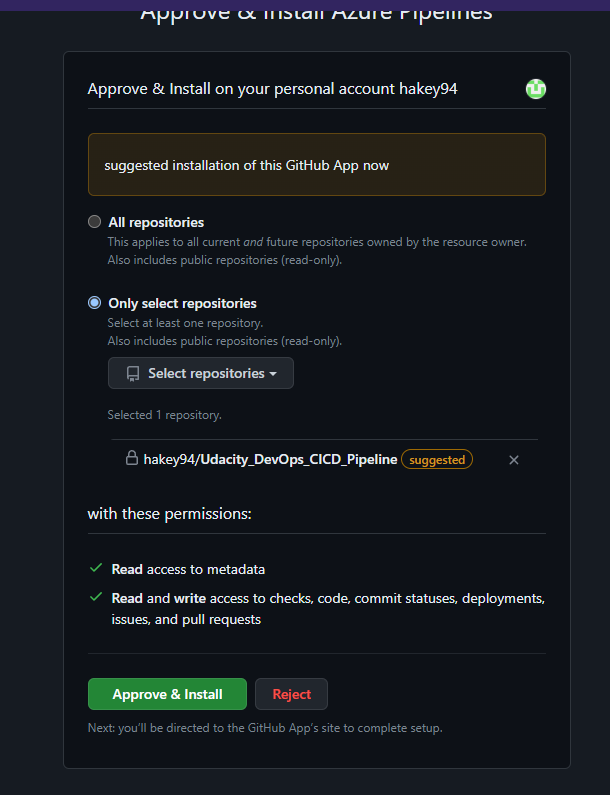 Approve & Install Azure Pipelines
Approve & Install on your personal account hakey94
suggested installation of this GitHub App now
All repositories
This applies to all current and future repositories owned by the resource owner.
Also includes public repositories (read-only).
Only select repositories
Select at least one repository.
Also includes public repositories (read-only).
Select repositories
Selected 1 repository.
hakey94/Udacity_DevOps_CICD_Pipeline suggested
with these permissions:
Read access to metadata
Read and write access to checks, code, commit statuses, deployments,
issues, and pull requests
Approve & Install Reject
Next: you'll be directed to the GitHub App's site to complete setup.